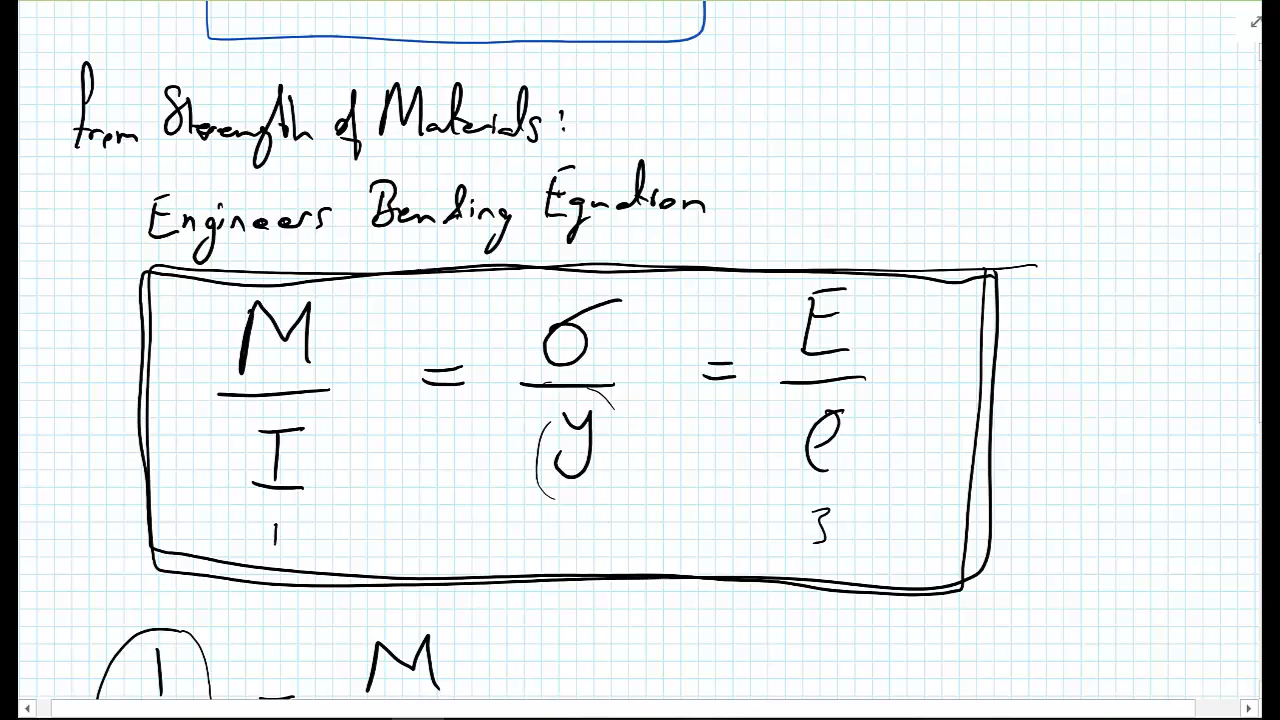 from Strength of Materials:
Engineers Bending Equation
M/I = σ/y = E/ρ
1 3
1 = M